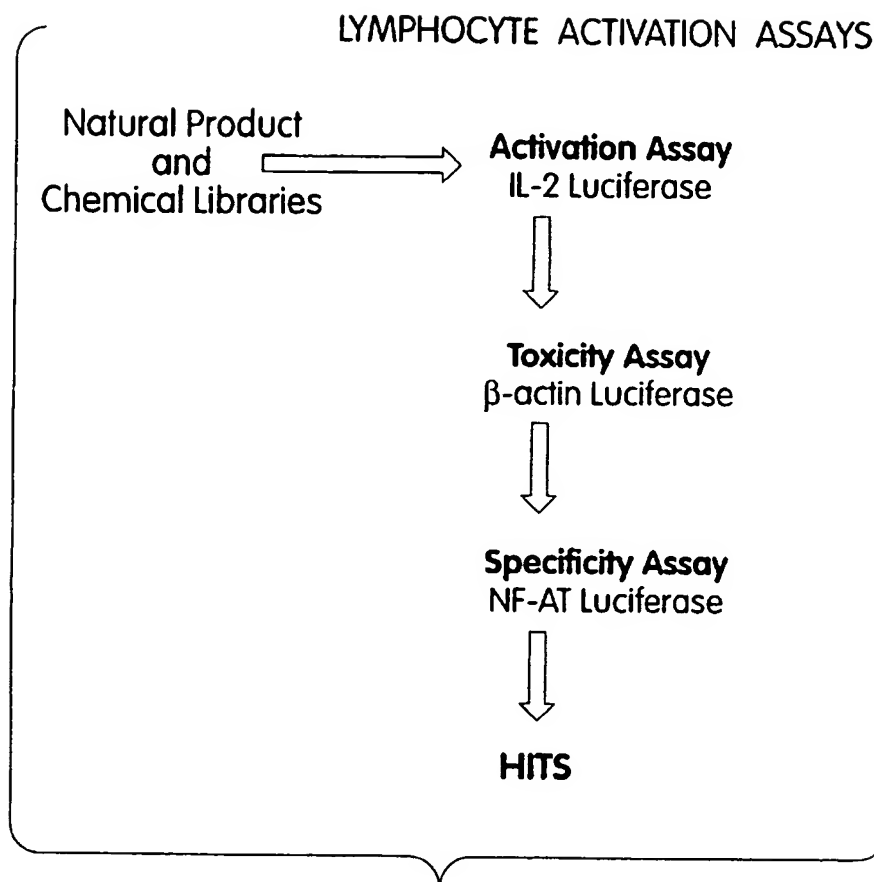 LYMPHOCYTE ACTIVATION ASSAYS
Natural Product
and
Chemical Libraries
Activation Assay
IL-2 Luciferase
Toxicity Assay
β-actin Luciferase
Specificity Assay
NF-AT Luciferase
HITS